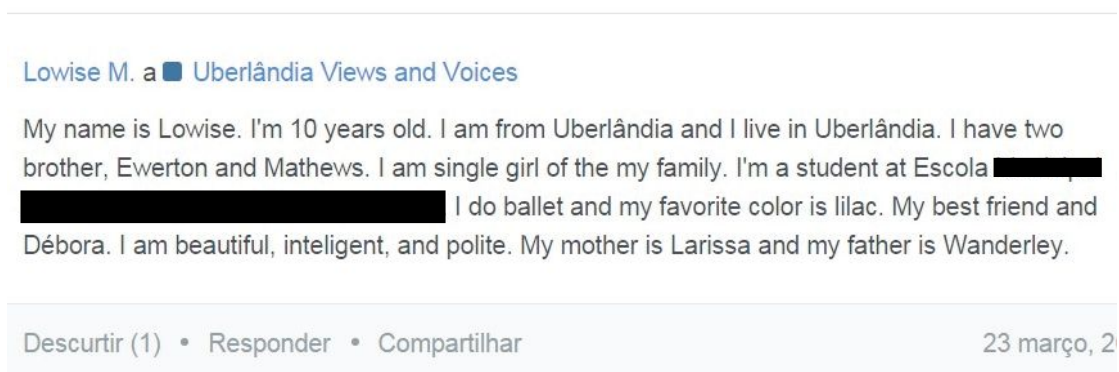 Lowise M. a Uberlândia Views and Voices
My name is Lowise. I'm 10 years old. I am from Uberlândia and I live in Uberlândia. I have two
brother, Ewerton and Mathews. I am single girl of the my family. I'm a student at Escola
I do ballet and my favorite color is lilac. My best friend and
Débora. I am beautiful, inteligent, and polite. My mother is Larissa and my father is Wanderley.
Descurtir (1) • Responder • Compartilhar 23 março, 2